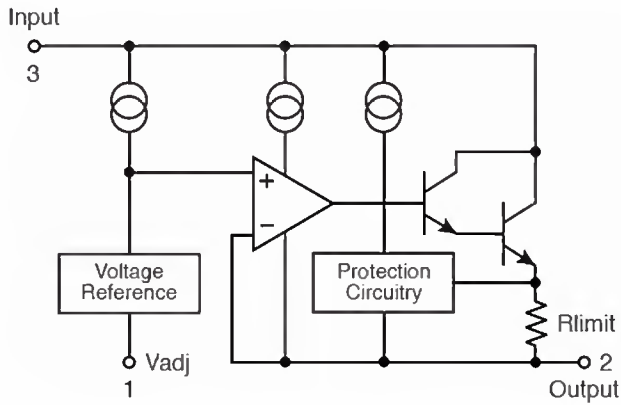 Input
3
+
−
Voltage
Reference
Protection
Circuitry
Rlimit
Vadj
1
2
Output